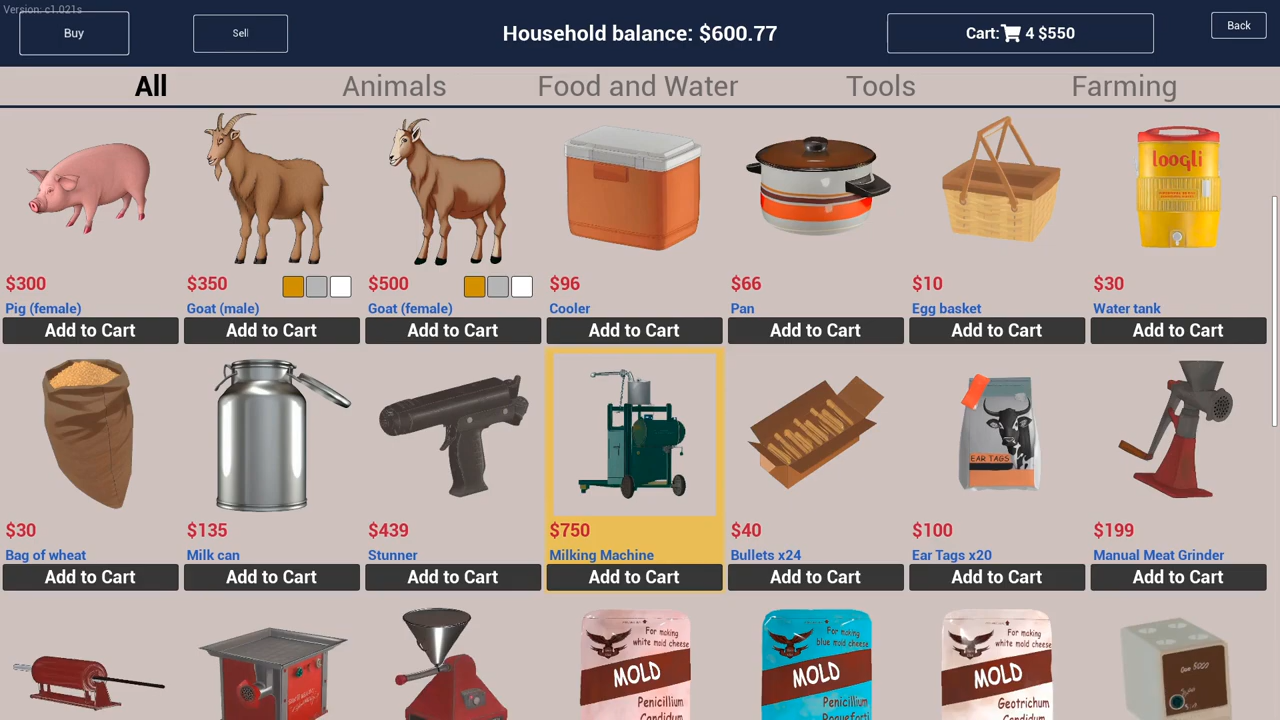 Version: c1.021s
Buy
Sell
Household balance: $600.77
Cart: 4 $550
Back
All
Animals
Food and Water
Tools
Farming
looqli
$300
$350
$500
$96
$66
$10
$30
Pig (female)
Goat (male)
Goat (female)
Cooler
Pan
Egg basket
Water tank
Add to Cart
Add to Cart
Add to Cart
Add to Cart
Add to Cart
Add to Cart
Add to Cart
EAR TAGS
$30
$135
$439
$750
$40
$100
$199
Bag of wheat
Milk can
Stunner
Milking Machine
Bullets x24
Ear Tags x20
Manual Meat Grinder
Add to Cart
Add to Cart
Add to Cart
Add to Cart
Add to Cart
Add to Cart
Add to Cart
For making
white mold cheese
MOLD
Penicillium
Candidum
For making
blue mold cheese
MOLD
Penicillium
Roqueforti
For making
white mold cheese
MOLD
Geotrichum
Candidum